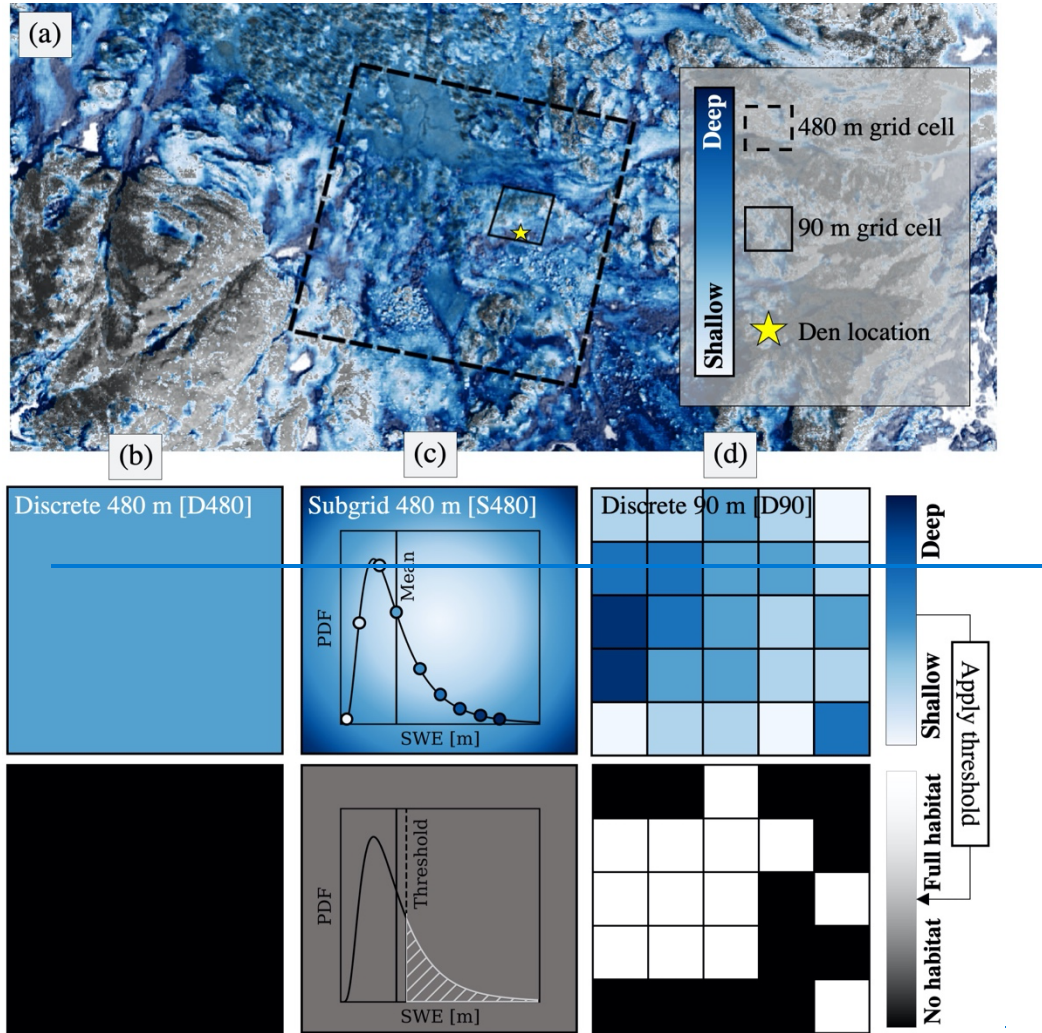 (a)
Deep
Shallow
480 m grid cell
90 m grid cell
Den location
(b)
(c)
(d)
Discrete 480 m [D480]
Subgrid 480 m [S480]
Discrete 90 m [D90]
PDF
Mean
SWE [m]
Deep
Shallow
Apply threshold
PDF
Threshold
SWE [m]
Full habitat
No habitat